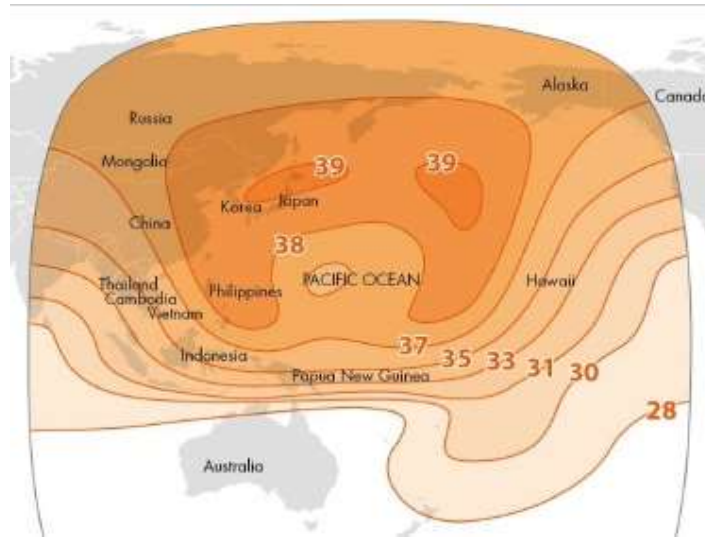 Alaska
Canada
Russia
Mongolia
39
39
Korea
Japan
China
38
Thailand
Cambodia
Vietnam
Philippines
PACIFIC OCEAN
Hawaii
Indonesia
37
35
33
31
30
Papua New Guinea
28
Australia